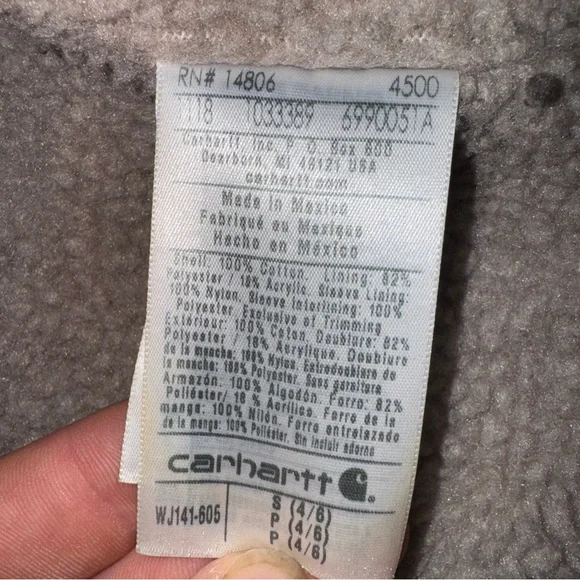 RN# 14806 4500
1118 1033389 6990051A
Carhartt, Inc. P. O. Box 600
Dearborn, MI 48121 USA
carhartt.com
Made in Mexico
Fabriqué au Mexique
Hecho en México
Shell: 100% Cotton. Lining: 82%
Polyester / 18% Acrylic. Sleeve Lining:
100% Nylon. Sleeve Interlining: 100%
Polyester. Exclusive of Trimming
Extérieur: 100% Coton. Doublure: 82%
Polyester / 18% Acrylique. Doublure
de la manche: 100% Nylon. Entredoublure de
la manche: 100% Polyester. Sans garniture
Armazón: 100% Algodón. Forro: 82%
Poliéster/ 18 % Acrílico. Forro de la
manga: 100% Nilón. Forro entrelazado
de la manga: 100% Poliéster. Sin incluir adorno
carhartt
WJ141-605
S (4/6)
P (4/6)
P (4/6)